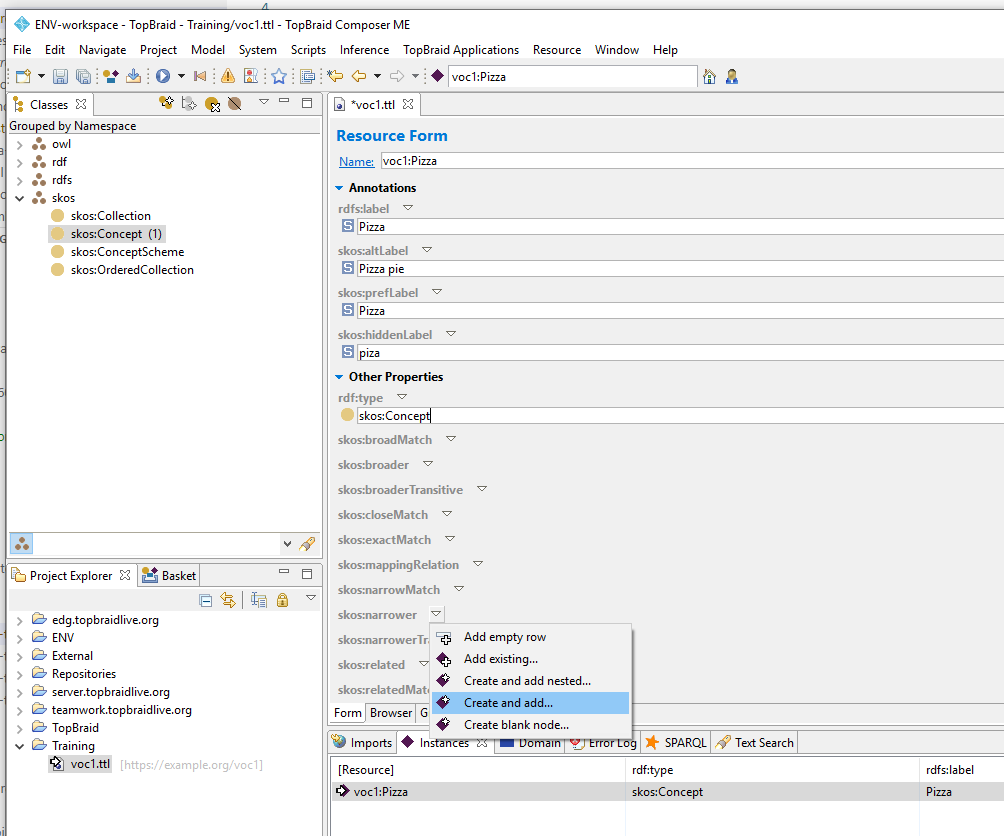 ENV-workspace - TopBraid - Training/voc1.ttl - TopBraid Composer ME
File Edit Navigate Project Model System Scripts Inference TopBraid Applications Resource Window Help
voc1:Pizza
Classes
Grouped by Namespace
owl
rdf
rdfs
skos
skos:Collection
skos:Concept (1)
skos:ConceptScheme
skos:OrderedCollection
Project Explorer
Basket
edg.topbraidlive.org
ENV
External
Repositories
server.topbraidlive.org
teamwork.topbraidlive.org
TopBraid
Training
voc1.ttl [https://example.org/voc1]
*voc1.ttl
Resource Form
Name: voc1:Pizza
Annotations
rdfs:label
S Pizza
skos:altLabel
S Pizza pie
skos:prefLabel
S Pizza
skos:hiddenLabel
S piza
Other Properties
rdf:type
skos:Concept
skos:broadMatch
skos:broader
skos:broaderTransitive
skos:closeMatch
skos:exactMatch
skos:mappingRelation
skos:narrowMatch
skos:narrower
skos:narrowerTra
skos:related
skos:relatedMat
Add empty row
Add existing...
Create and add nested...
Create and add...
Create blank node...
Form Browser G
Imports Instances Domain Error Log SPARQL Text Search
[Resource] rdf:type rdfs:label
voc1:Pizza skos:Concept Pizza